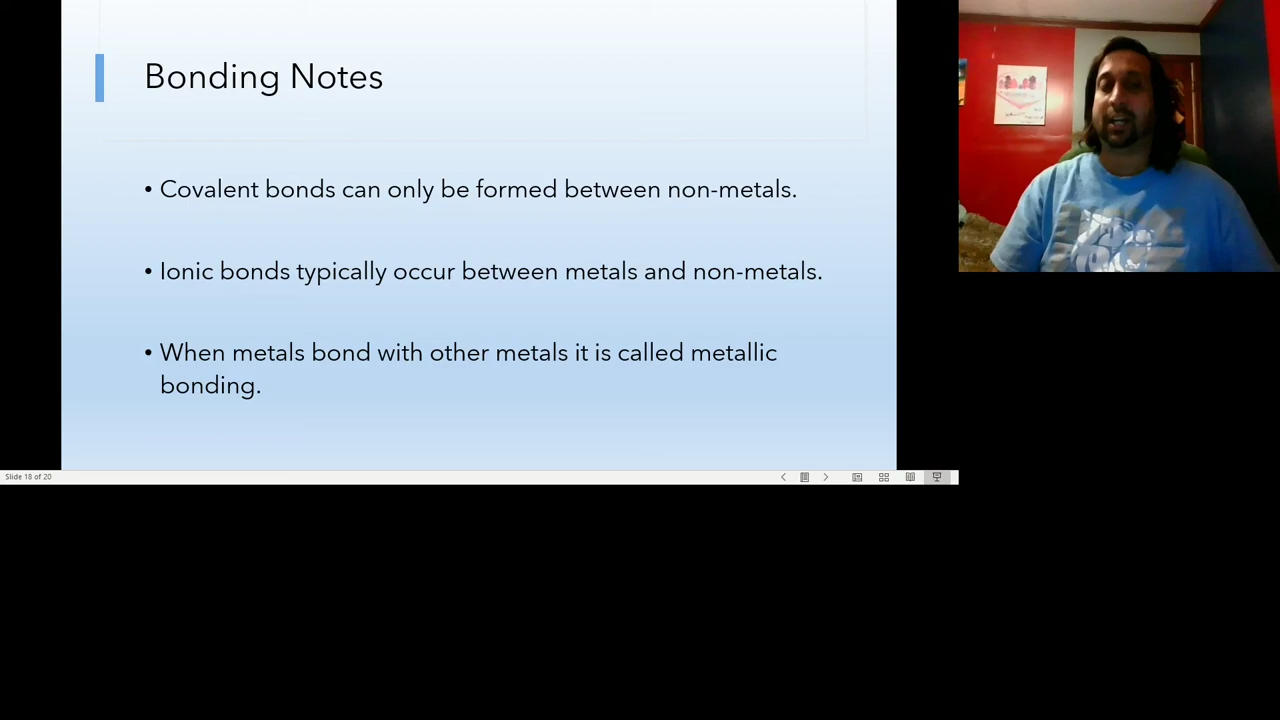 Bonding Notes
• Covalent bonds can only be formed between non-metals.
• Ionic bonds typically occur between metals and non-metals.
• When metals bond with other metals it is called metallic
bonding.
Slide 18 of 20